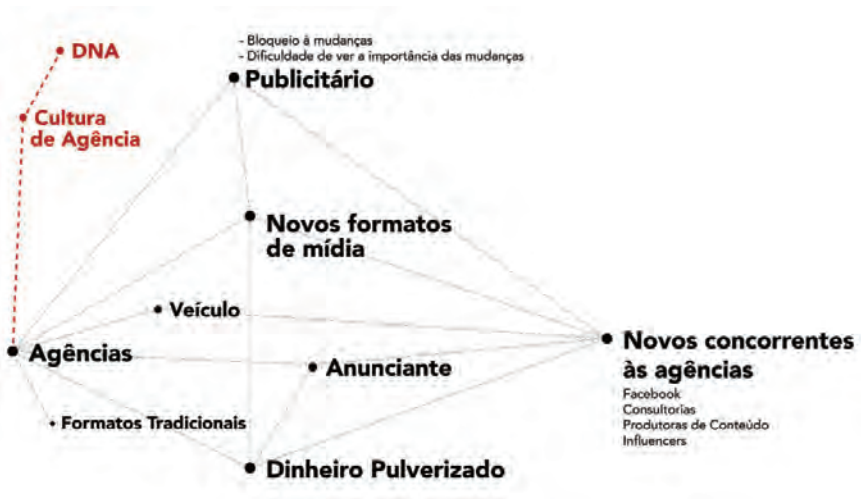 DNA
- Bloqueio à mudanças
- Dificuldade de ver a importância das mudanças
Publicitário
Cultura
de Agência
Novos formatos
de mídia
Veículo
Agências
Anunciante
Novos concorrentes
às agências
Facebook
Consultorias
Produtoras de Conteúdo
Influencers
Formatos Tradicionais
Dinheiro Pulverizado